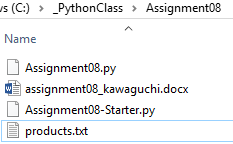 ws (C:) > _PythonClass > Assignment08
Name
Assignment08.py
assignment08_kawaguchi.docx
Assignment08-Starter.py
products.txt